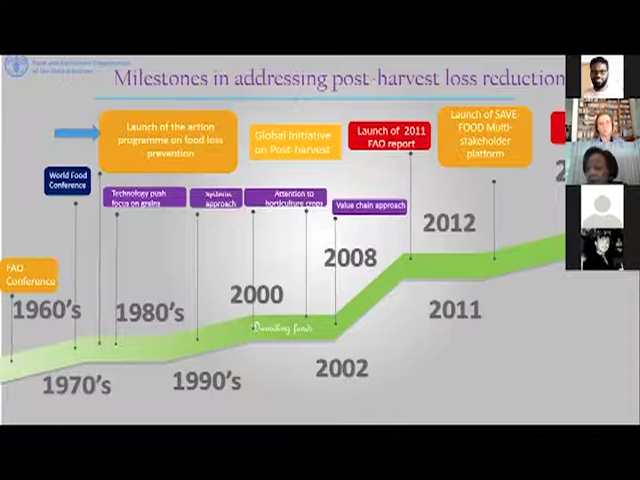 Food and Agriculture Organization
of the United Nations
Milestones in addressing post-harvest loss reduction
Launch of the action
programme on food loss
prevention
Global Initiative
on Post-harvest
Launch of 2011
FAO report
Launch of SAVE
FOOD Multi-
stakeholder
platform
World Food
Conference
Technology push
focus on grains
Systems
approach
Attention to
horticulture crops
Value chain approach
2
FAO
Conference
1960's
1980's
2000
2008
2012
Dwindling funds
1970's
1990's
2002
2011